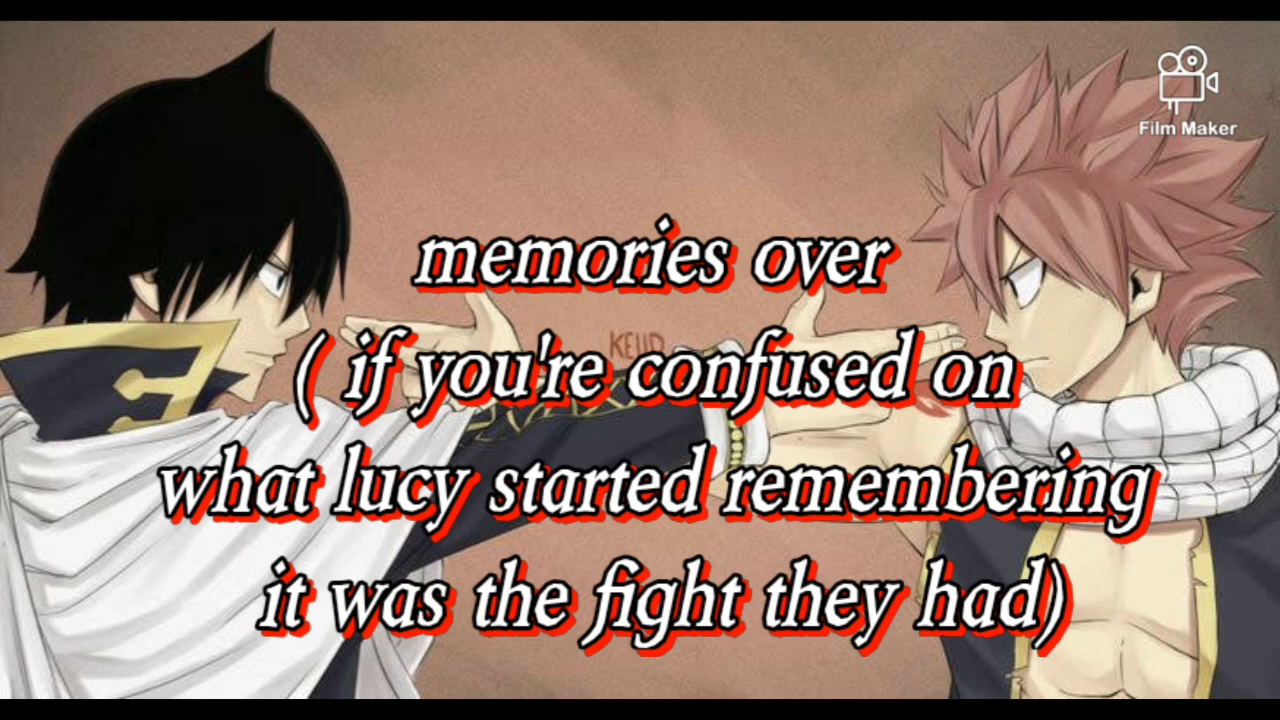 Film Maker
memories over
( if you're confused on
what lucy started remembering
it was the fight they had)